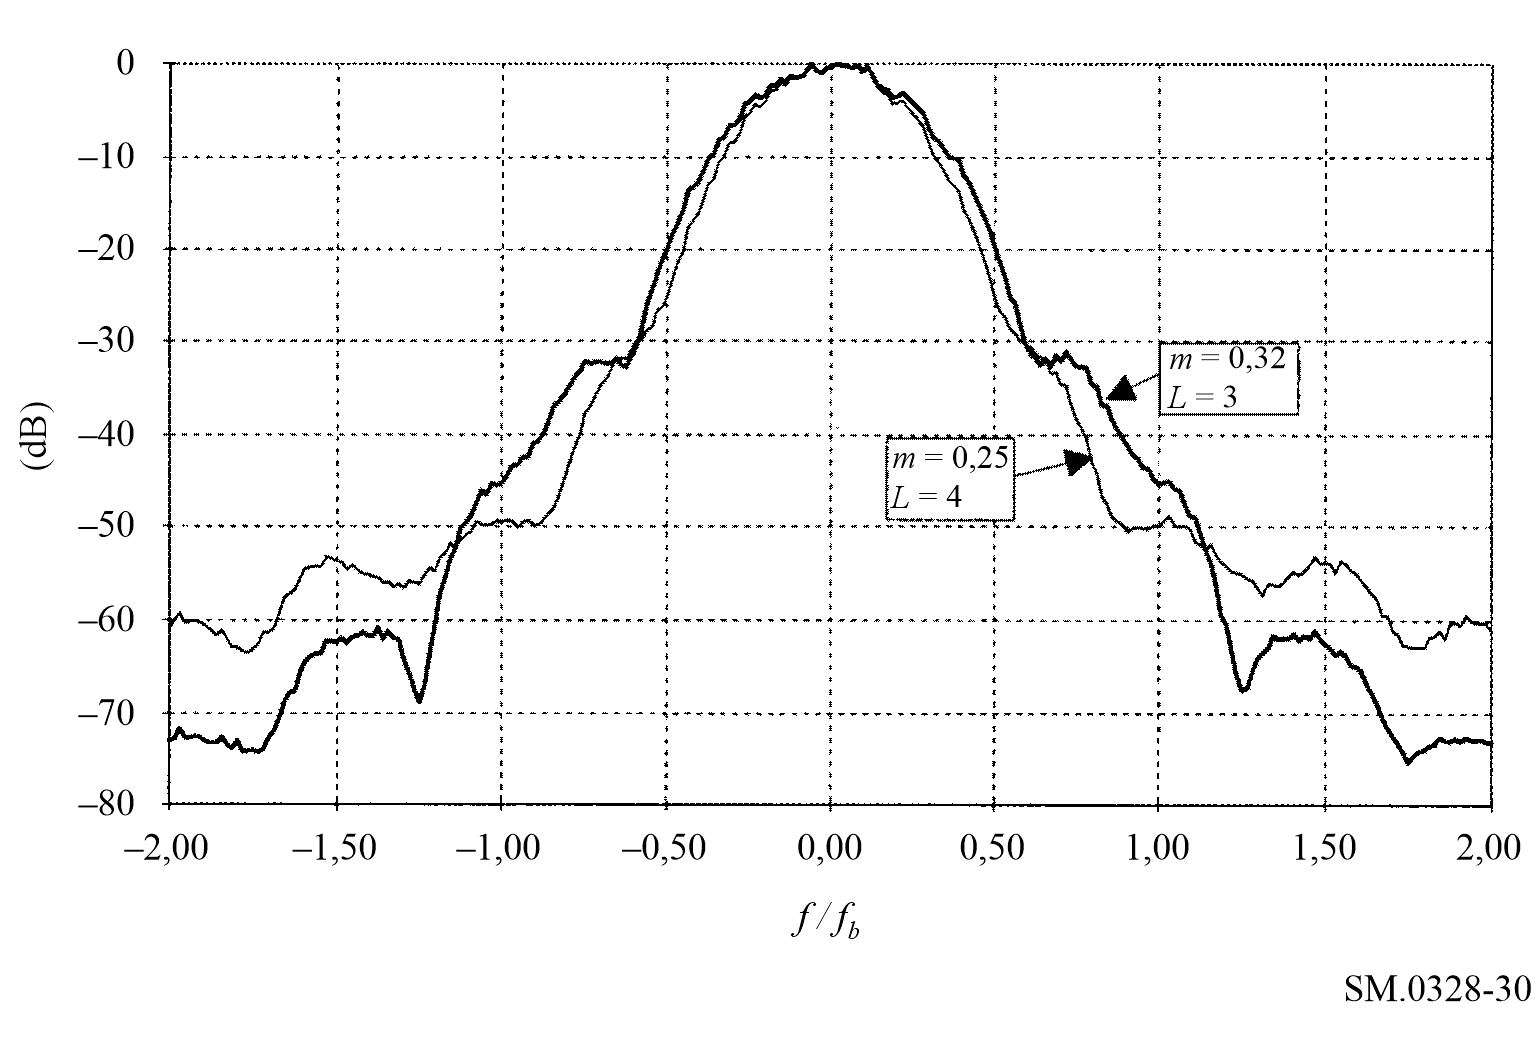 0
–10
–20
–30
–40
–50
–60
–70
–80
(dB)
m = 0,32
L = 3
m = 0,25
L = 4
–2,00 –1,50 –1,00 –0,50 0,00 0,50 1,00 1,50 2,00
f / f_b
SM.0328-30